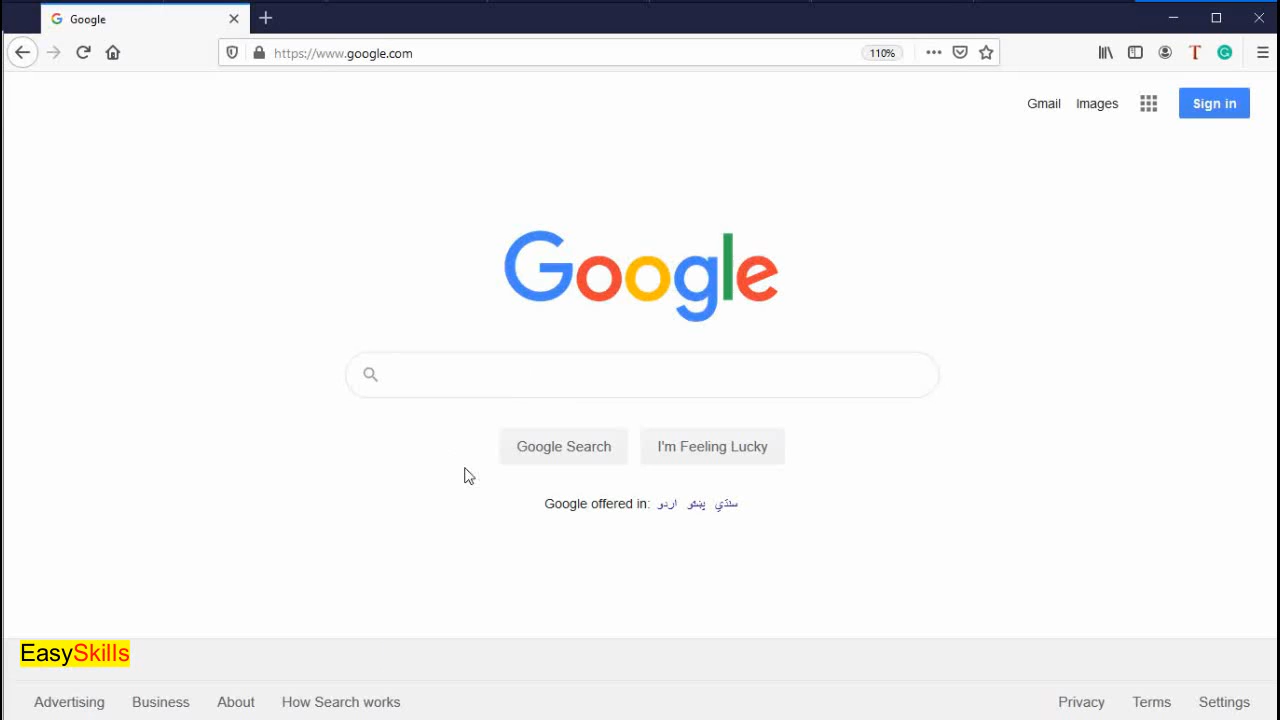 Google
https://www.google.com
110%
T
Gmail Images Sign in
Google
Google Search I'm Feeling Lucky
Google offered in: اردو پښتو سنڌي
EasySkills
Advertising Business About How Search works Privacy Terms Settings